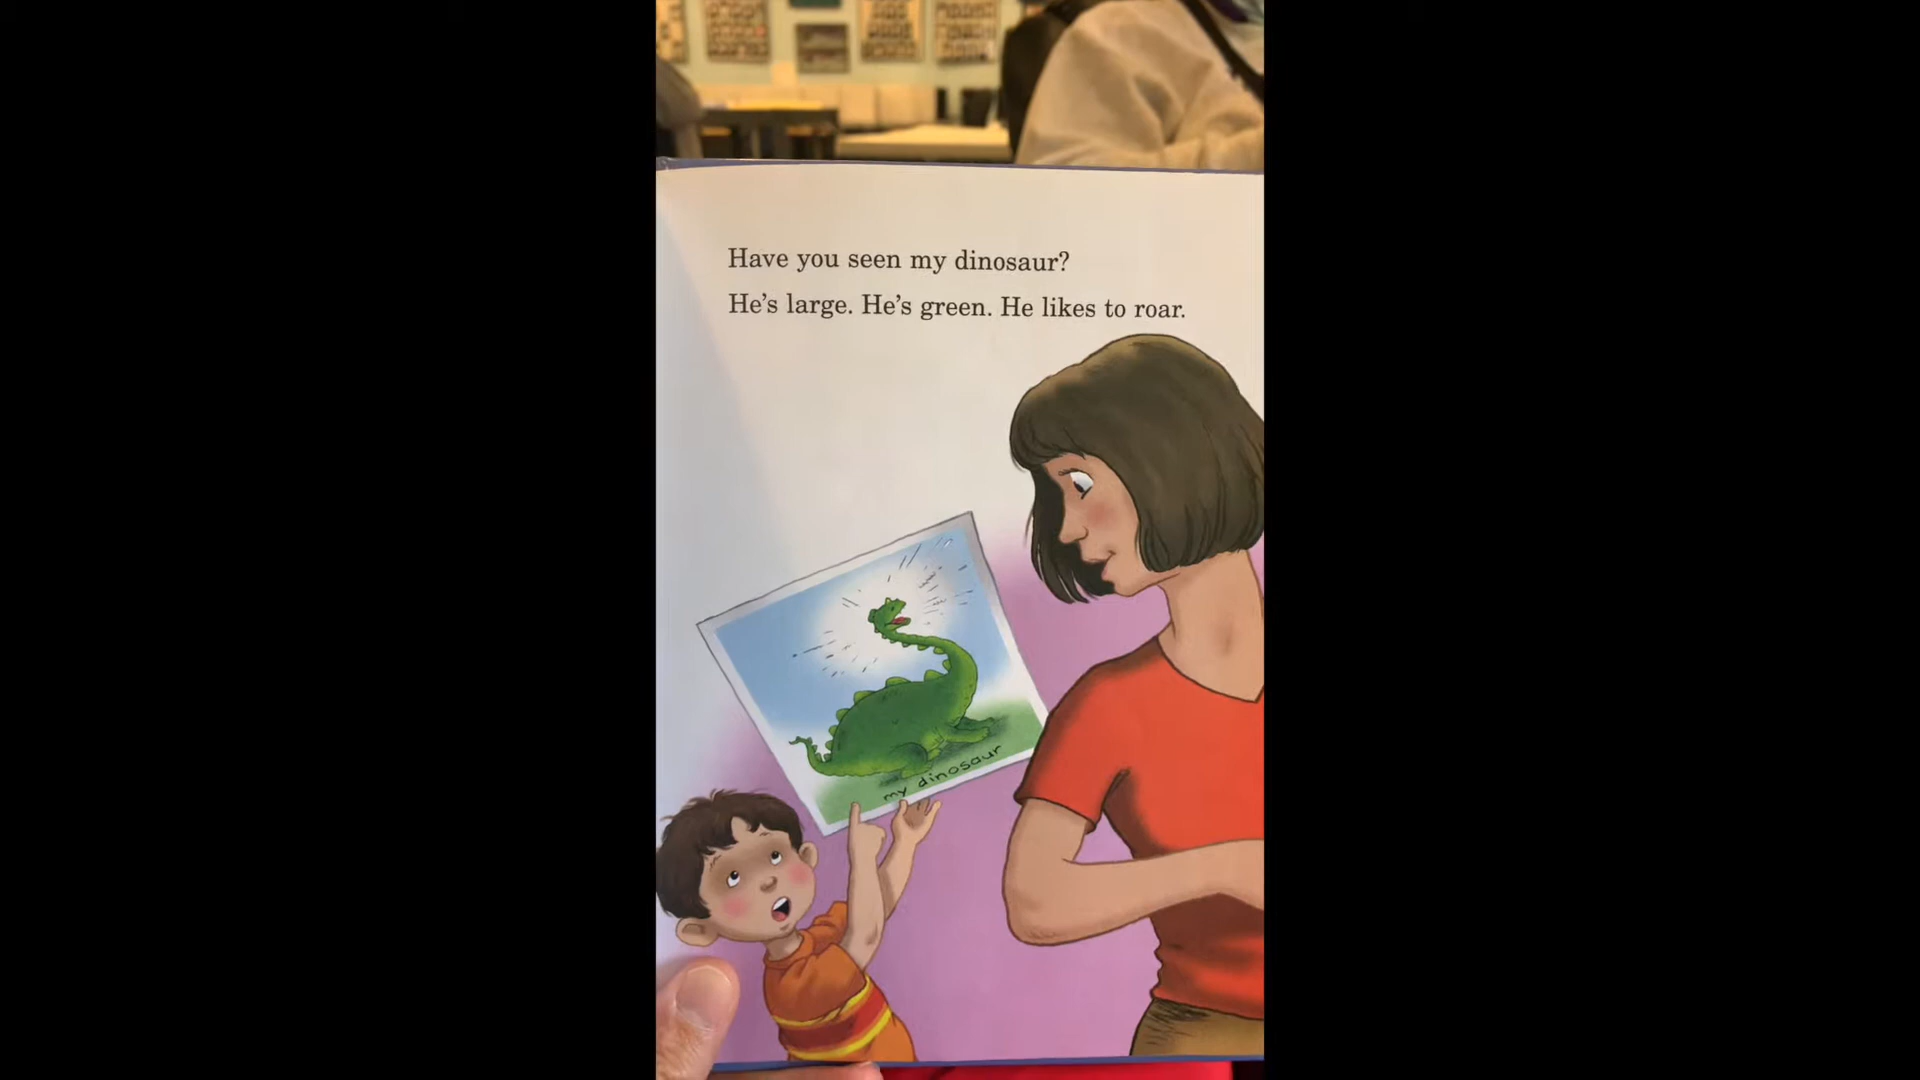 Have you seen my dinosaur?
He's large. He's green. He likes to roar.
my dinosaur